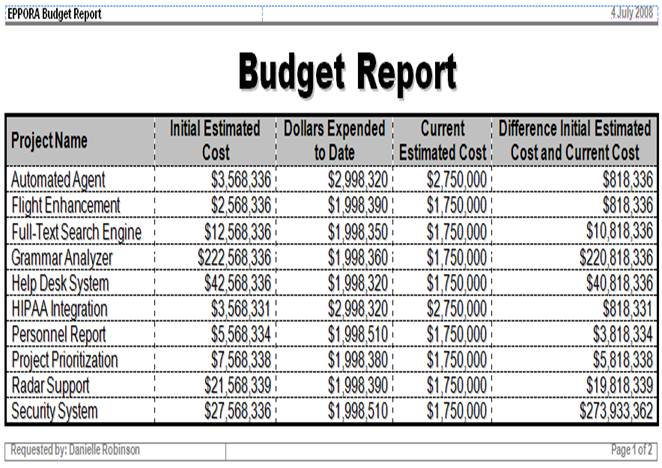 EPPORA Budget Report 4 July 2008
Budget Report
Project Name Initial Estimated Cost Dollars Expended to Date Current Estimated Cost Difference Initial Estimated Cost and Current Cost
Automated Agent $3,568,336 $2,998,320 $2,750,000 $818,336
Flight Enhancement $2,568,336 $1,998,390 $1,750,000 $818,336
Full-Text Search Engine $12,568,336 $1,998,350 $1,750,000 $10,818,336
Grammar Analyzer $222,568,336 $1,998,360 $1,750,000 $220,818,336
Help Desk System $42,568,336 $1,998,320 $1,750,000 $40,818,336
HIPAA Integration $3,568,331 $2,998,320 $2,750,000 $818,331
Personnel Report $5,568,334 $1,998,510 $1,750,000 $3,818,334
Project Prioritization $7,568,338 $1,998,380 $1,750,000 $5,818,338
Radar Support $21,568,339 $1,998,390 $1,750,000 $19,818,339
Security System $27,568,336 $1,998,510 $1,750,000 $273,933,362
Requested by: Danielle Robinson Page 1 of 2